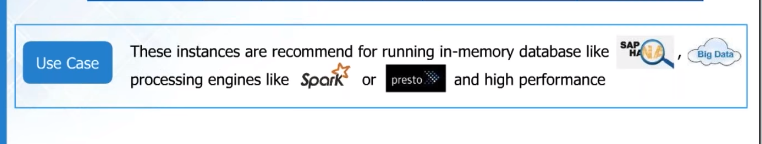 Use Case
These instances are recommend for running in-memory database like SAP HANA , Big Data
processing engines like Spark or presto and high performance